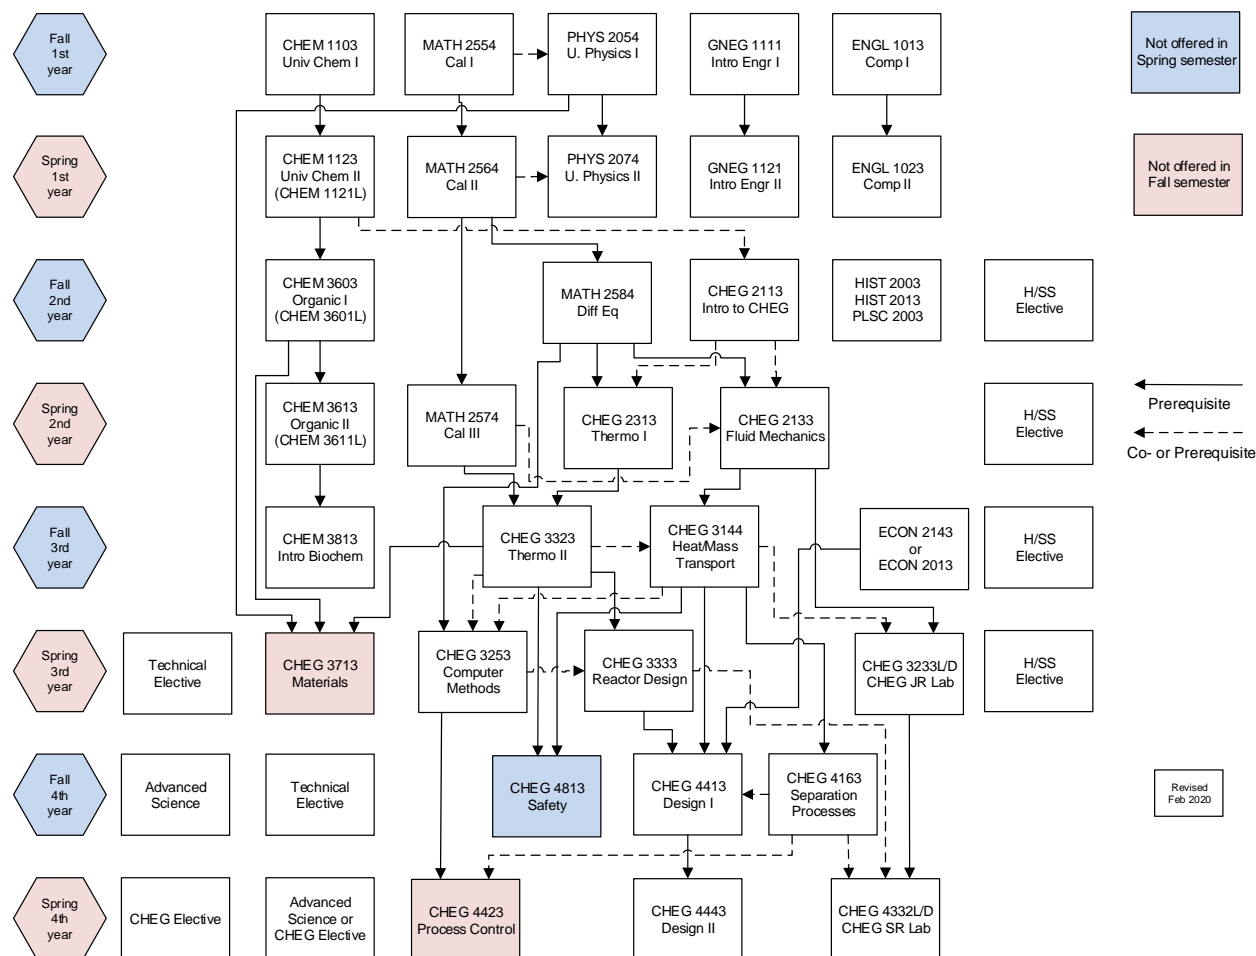 Fall
1st
year
CHEM 1103
Univ Chem I
MATH 2554
Cal I
PHYS 2054
U. Physics I
GNEG 1111
Intro Engr I
ENGL 1013
Comp I
Not offered in
Spring semester
Spring
1st
year
CHEM 1123
Univ Chem II
(CHEM 1121L)
MATH 2564
Cal II
PHYS 2074
U. Physics II
GNEG 1121
Intro Engr II
ENGL 1023
Comp II
Not offered in
Fall semester
Fall
2nd
year
CHEM 3603
Organic I
(CHEM 3601L)
MATH 2584
Diff Eq
CHEG 2113
Intro to CHEG
HIST 2003
HIST 2013
PLSC 2003
H/SS
Elective
Spring
2nd
year
CHEM 3613
Organic II
(CHEM 3611L)
MATH 2574
Cal III
CHEG 2313
Thermo I
CHEG 2133
Fluid Mechanics
H/SS
Elective
Prerequisite
Co- or Prerequisite
Fall
3rd
year
CHEM 3813
Intro Biochem
CHEG 3323
Thermo II
CHEG 3144
Heat/Mass
Transport
ECON 2143
or
ECON 2013
H/SS
Elective
Spring
3rd
year
Technical
Elective
CHEG 3713
Materials
CHEG 3253
Computer
Methods
CHEG 3333
Reactor Design
CHEG 3233L/D
CHEG JR Lab
H/SS
Elective
Fall
4th
year
Advanced
Science
Technical
Elective
CHEG 4813
Safety
CHEG 4413
Design I
CHEG 4163
Separation
Processes
Revised
Feb 2020
Spring
4th
year
CHEG Elective
Advanced
Science or
CHEG Elective
CHEG 4423
Process Control
CHEG 4443
Design II
CHEG 4332L/D
CHEG SR Lab